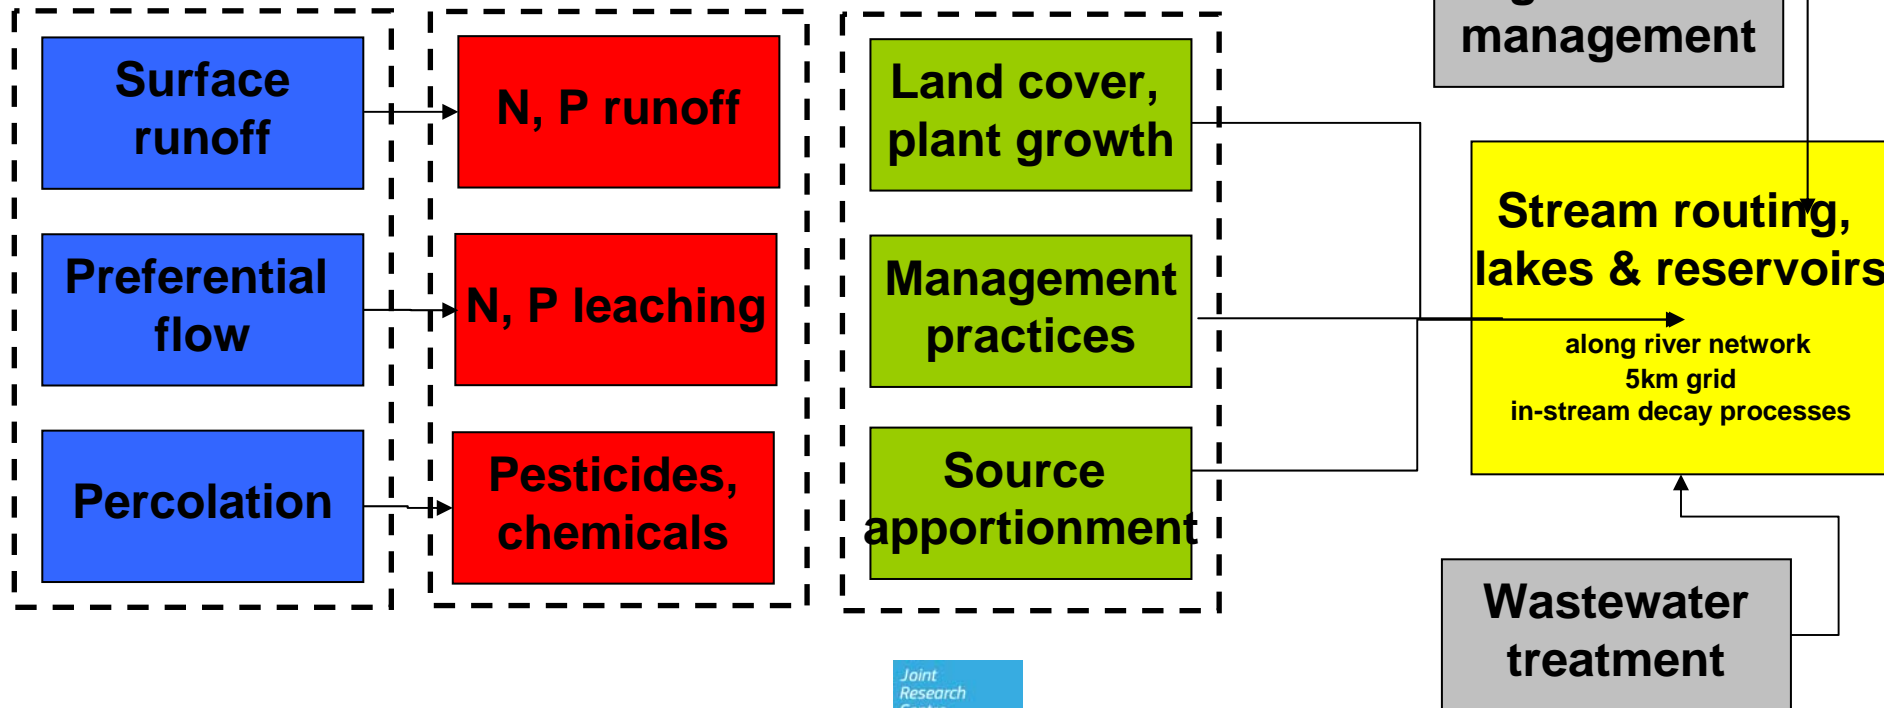 Surface
runoff
Preferential
flow
Percolation
N, P runoff
N, P leaching
Pesticides,
chemicals
Land cover,
plant growth
Management
practices
Source
apportionment
management
Stream routing,
lakes & reservoirs
along river network
5km grid
in-stream decay processes
Wastewater
treatment
Joint
Research